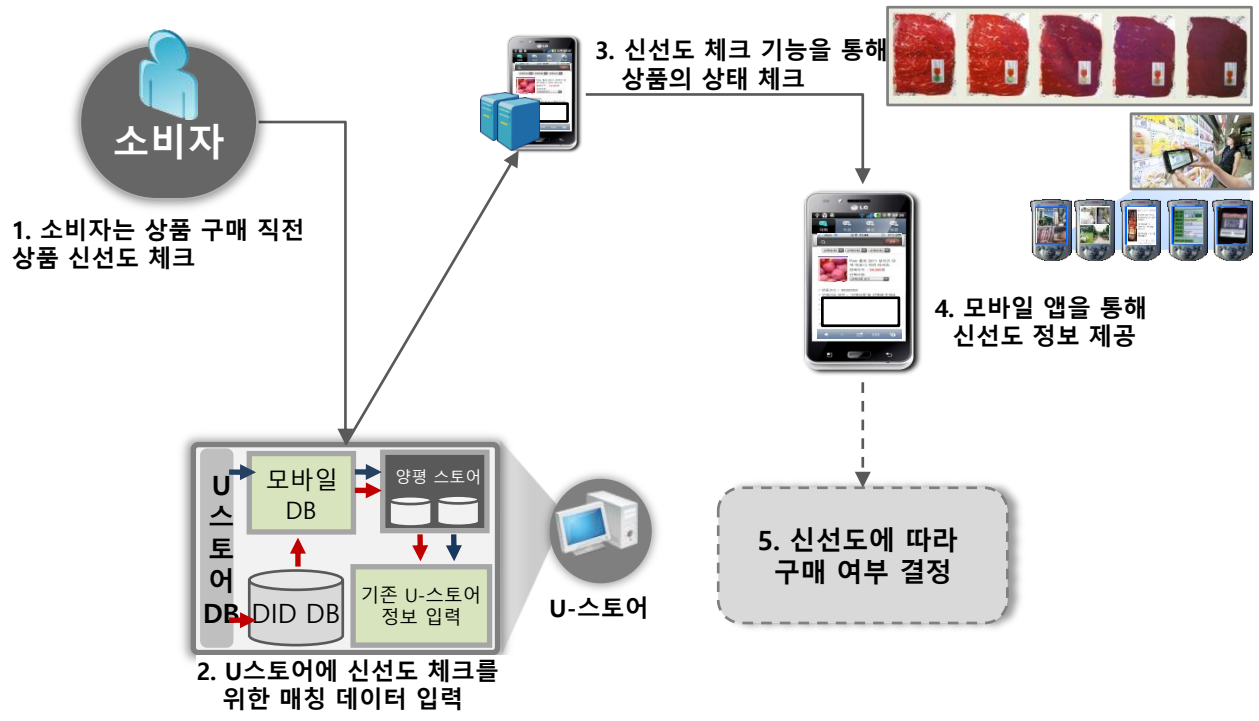 소비자
1. 소비자는 상품 구매 직전
상품 신선도 체크
3. 신선도 체크 기능을 통해
상품의 상태 체크
LG
4. 모바일 앱을 통해
신선도 정보 제공
U
스
토
어
DB
모바일
DB
양평 스토어
DID DB
기존 U-스토어
정보 입력
U-스토어
2. U스토어에 신선도 체크를
위한 매칭 데이터 입력
5. 신선도에 따라
구매 여부 결정